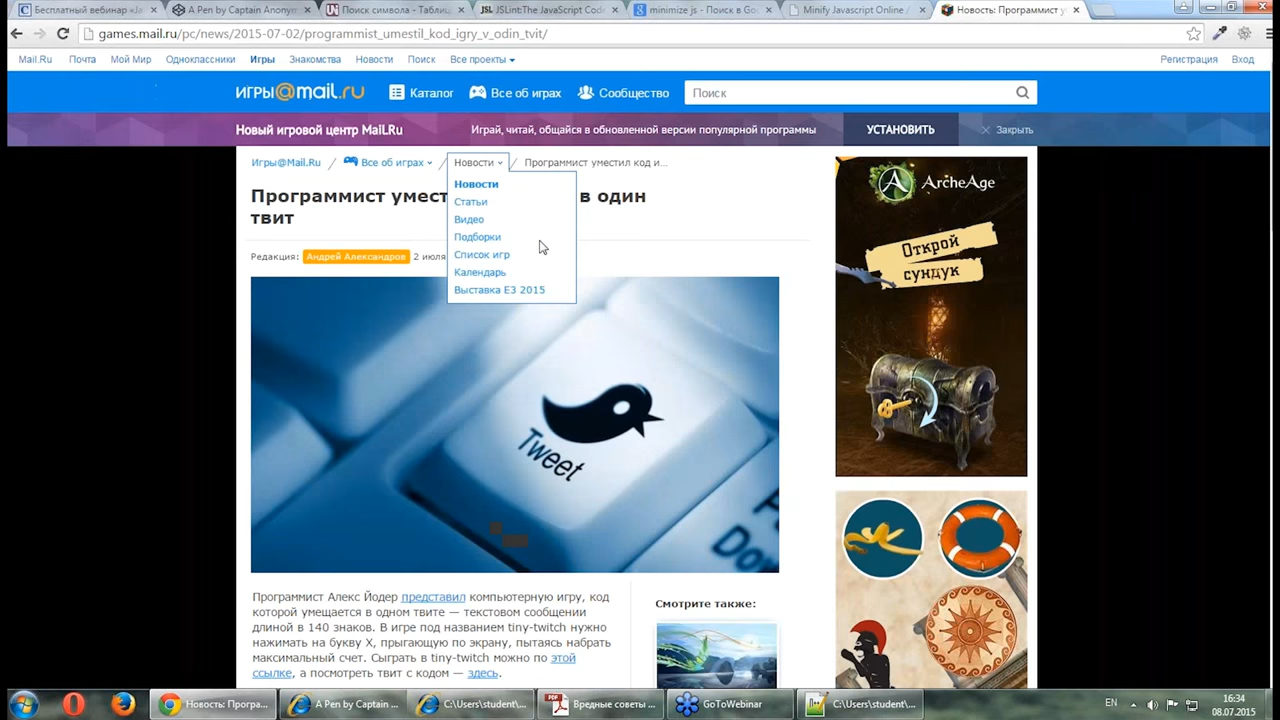 Бесплатный вебинар «Ja
A Pen by Captain Anonym
Поиск символа - Таблиц
JSLint:The JavaScript Cod
minimize js - Поиск в Go
Minify Javascript Online /
Новость: Программист у
games.mail.ru/pc/news/2015-07-02/programmist_umestil_kod_igry_v_odin_tvit/
Mail.Ru Почта Мой Мир Одноклассники Игры Знакомства Новости Поиск Все проекты Регистрация Вход
игры@mail.ru Каталог Все об играх Сообщество Поиск
Новый игровой центр Mail.Ru Играй, читай, общайся в обновленной версии популярной программы УСТАНОВИТЬ Закрыть
Игры@Mail.Ru / Все об играх / Новости / Программист уместил код и...
Новости
Статьи
Видео
Подборки
Список игр
Календарь
Выставка E3 2015
Программист умест в один
твит
Редакция: Андрей Александров 2 июля
Tweet
Программист Алекс Йодер представил компьютерную игру, код
которой умещается в одном твите — текстовом сообщении
длиной в 140 знаков. В игре под названием tiny-twitch нужно
нажимать на букву X, прыгающую по экрану, пытаясь набрать
максимальный счет. Сыграть в tiny-twitch можно по этой
ссылке, а посмотреть твит с кодом — здесь.
Смотрите также:
ArcheAge
Открой
сундук
Новость: Програ...
A Pen by Captain ...
C:\Users\student\...
Вредные советы ...
GoToWebinar
C:\Users\student\...
EN
16:34
08.07.2015